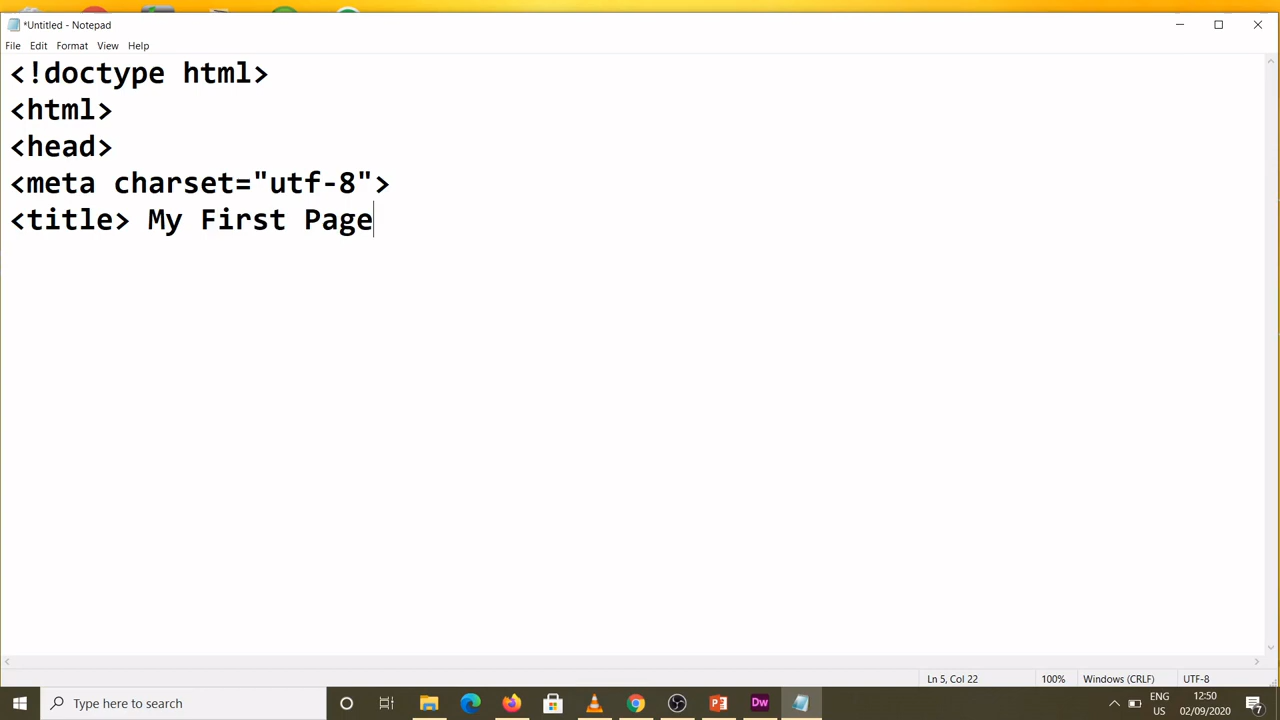 *Untitled - Notepad
File Edit Format View Help
<!doctype html>
<html>
<head>
<meta charset="utf-8">
<title> My First Page
Ln 5, Col 22 100% Windows (CRLF) UTF-8
Type here to search
Dw
ENG
US
12:50
02/09/2020
7